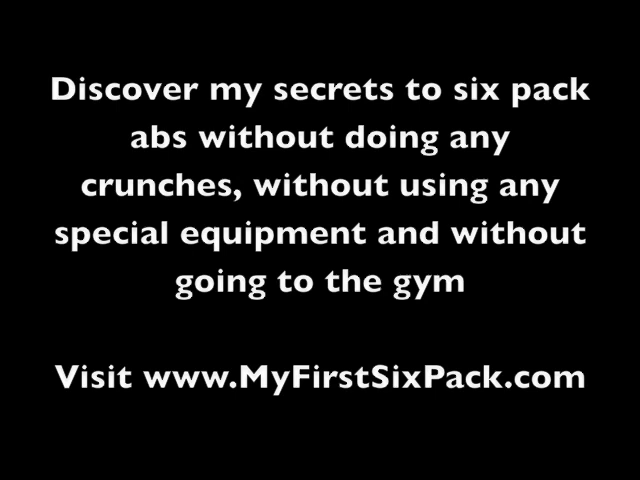 Discover my secrets to six pack
abs without doing any
crunches, without using any
special equipment and without
going to the gym
Visit www.MyFirstSixPack.com